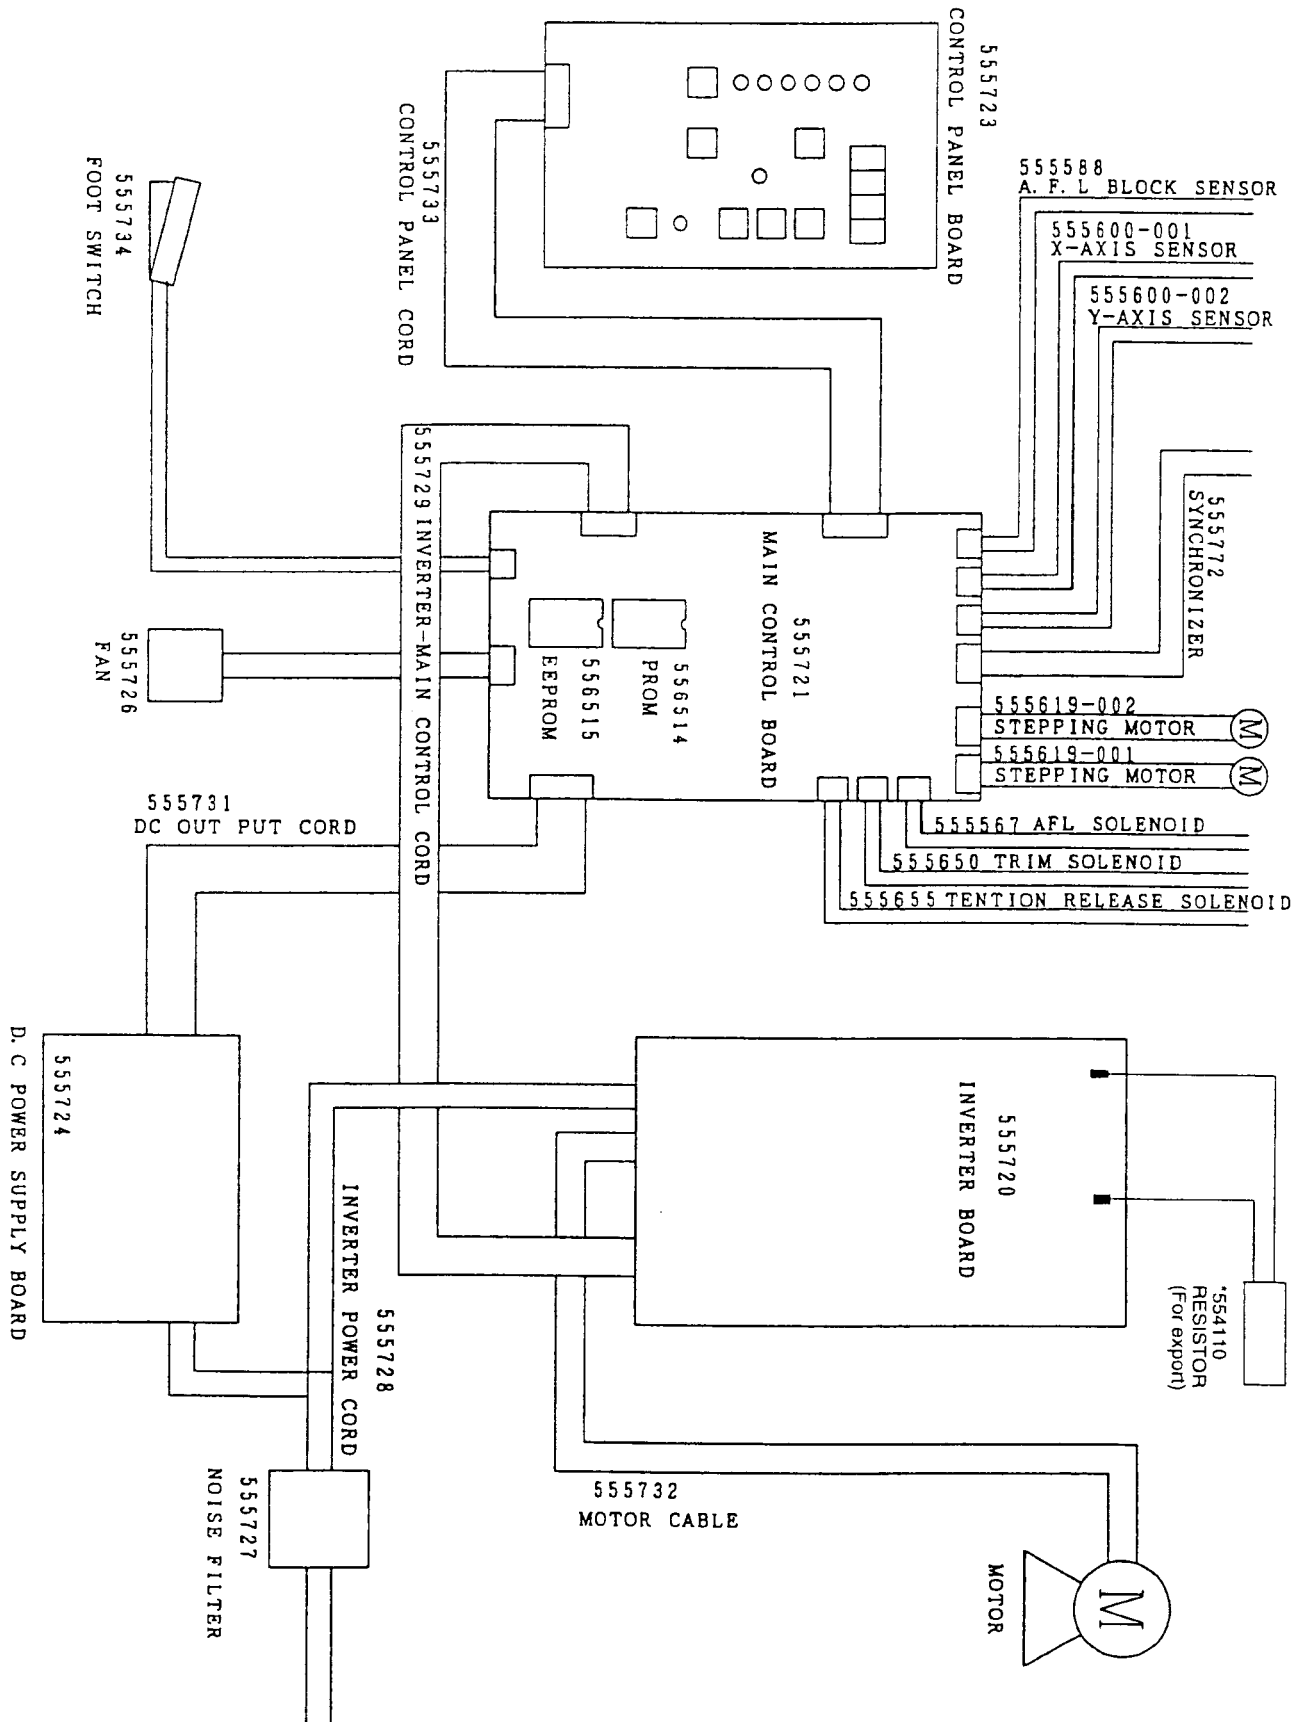 555723
CONTROL PANEL BOARD
555733
CONTROL PANEL CORD
555734
FOOT SWITCH
555588
A. F. L BLOCK SENSOR
555600-001
X-AXIS SENSOR
555600-002
Y-AXIS SENSOR
555772
SYNCHRONIZER
555619-002
STEPPING MOTOR
M
555619-001
STEPPING MOTOR
M
555721
MAIN CONTROL BOARD
556514
PROM
556515
EEPROM
555729 INVERTER-MAIN CONTROL CORD
555726
FAN
555731
DC OUT PUT CORD
555567 AFL SOLENOID
555650 TRIM SOLENOID
555655 TENTION RELEASE SOLENOID
555724
D. C POWER SUPPLY BOARD
555720
INVERTER BOARD
*554110
RESISTOR
(For export)
555728
INVERTER POWER CORD
555727
NOISE FILTER
555732
MOTOR CABLE
M
MOTOR